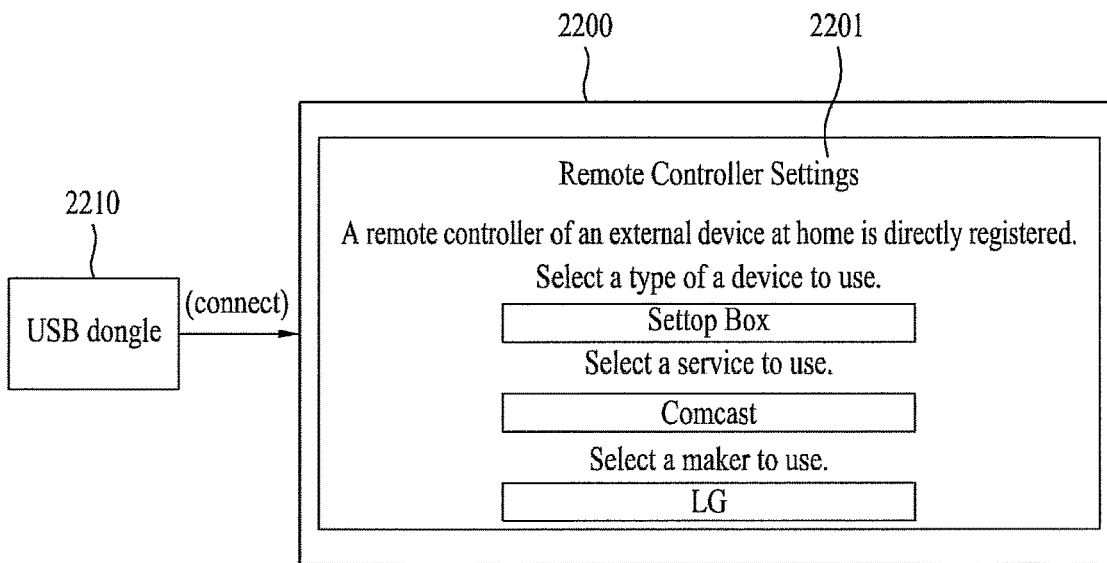 2200
2201
Remote Controller Settings
2210
A remote controller of an external device at home is directly registered.
Select a type of a device to use.
(connect)
USB dongle
Settop Box
Select a service to use.
Comcast
Select a maker to use.
LG